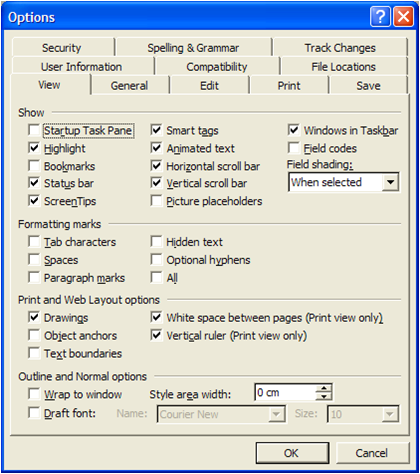 Options
Security Spelling & Grammar Track Changes
User Information Compatibility File Locations
View General Edit Print Save
Show
Startup Task Pane Smart tags Windows in Taskbar
Highlight Animated text Field codes
Bookmarks Horizontal scroll bar Field shading:
Status bar Vertical scroll bar When selected
ScreenTips Picture placeholders
Formatting marks
Tab characters Hidden text
Spaces Optional hyphens
Paragraph marks All
Print and Web Layout options
Drawings White space between pages (Print view only)
Object anchors Vertical ruler (Print view only)
Text boundaries
Outline and Normal options
Wrap to window Style area width: 0 cm
Draft font: Name: Courier New Size: 10
OK Cancel